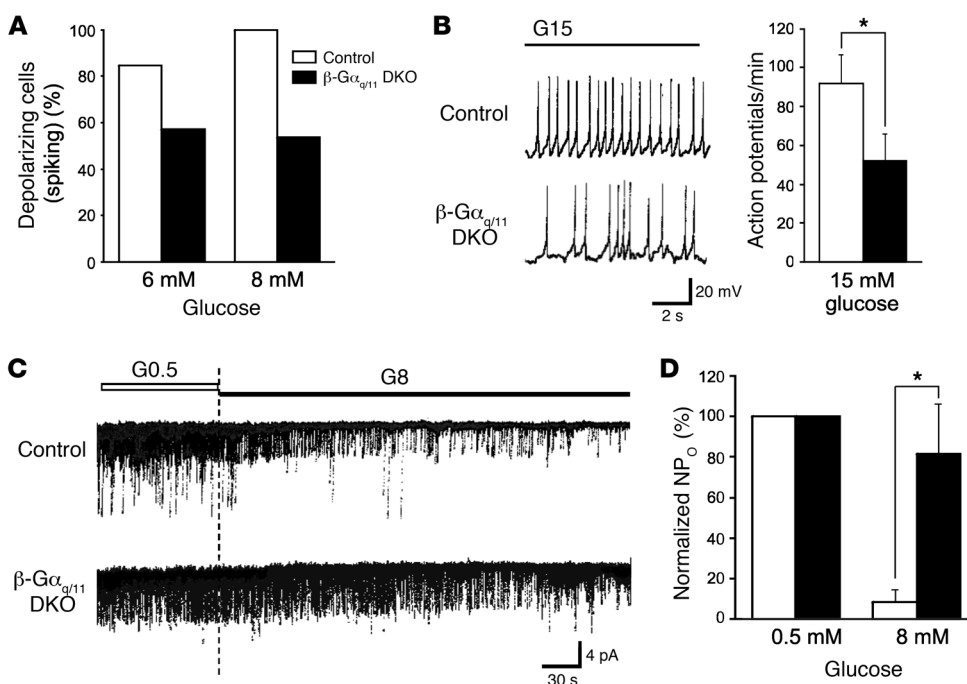 A
Depolarizing cells
(spiking) (%)
100
80
60
40
20
0
6 mM
8 mM
Glucose
Control
β-Gαq/11 DKO
B
G15
Control
β-Gαq/11
DKO
20 mV
2 s
Action potentials/min
120
100
80
60
40
20
0
*
15 mM
glucose
C
G0.5
G8
Control
β-Gαq/11
DKO
4 pA
30 s
D
Normalized NPO (%)
120
100
80
60
40
20
0
*
0.5 mM
8 mM
Glucose